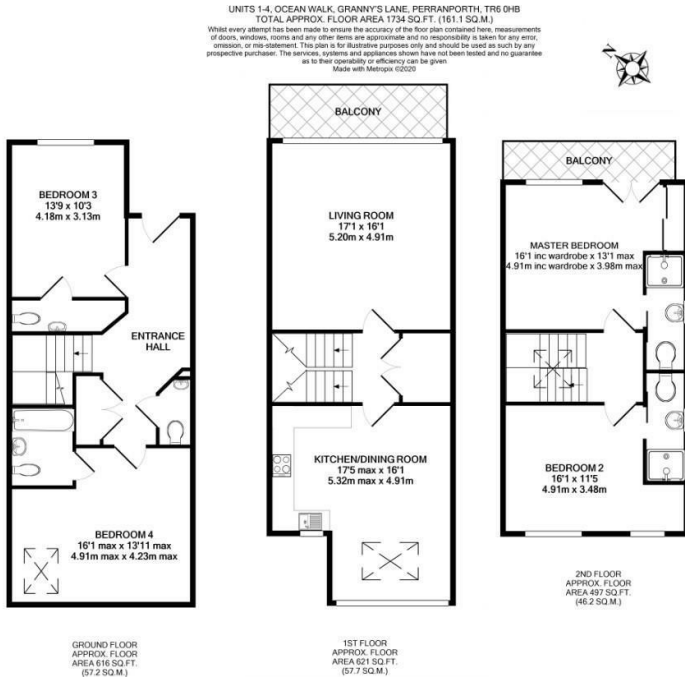 UNITS 1-4, OCEAN WALK, GRANNY'S LANE, PERRANPORTH, TR6 0HB
TOTAL APPROX. FLOOR AREA 1734 SQ.FT. (161.1 SQ.M.)
Whilst every attempt has been made to ensure the accuracy of the floor plan contained here, measurements
of doors, windows, rooms and any other items are approximate and no responsibility is taken for any error,
omission, or mis-statement. This plan is for illustrative purposes only and should be used as such by any
prospective purchaser. The services, systems and appliances shown have not been tested and no guarantee
as to their operability or efficiency can be given
Made with Metropix ©2020
N
BALCONY
BEDROOM 3
13'9 x 10'3
4.18m x 3.13m
ENTRANCE
HALL
BEDROOM 4
16'1 max x 13'11 max
4.91m max x 4.23m max
GROUND FLOOR
APPROX. FLOOR
AREA 616 SQ.FT.
(57.2 SQ.M.)
LIVING ROOM
17'1 x 16'1
5.20m x 4.91m
KITCHEN/DINING ROOM
17'5 max x 16'1
5.32m max x 4.91m
1ST FLOOR
APPROX. FLOOR
AREA 621 SQ.FT.
(57.7 SQ.M.)
BALCONY
MASTER BEDROOM
16'1 inc wardrobe x 13'1 max
4.91m inc wardrobe x 3.98m max
BEDROOM 2
16'1 x 11'5
4.91m x 3.48m
2ND FLOOR
APPROX. FLOOR
AREA 497 SQ.FT.
(46.2 SQ.M.)